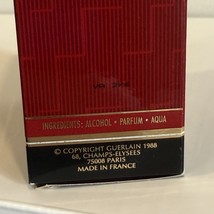 INGREDIENTS: ALCOHOL • PARFUM • AQUA
© COPYRIGHT GUERLAIN 1988
68, CHAMPS-ELYSEES
75008 PARIS
MADE IN FRANCE